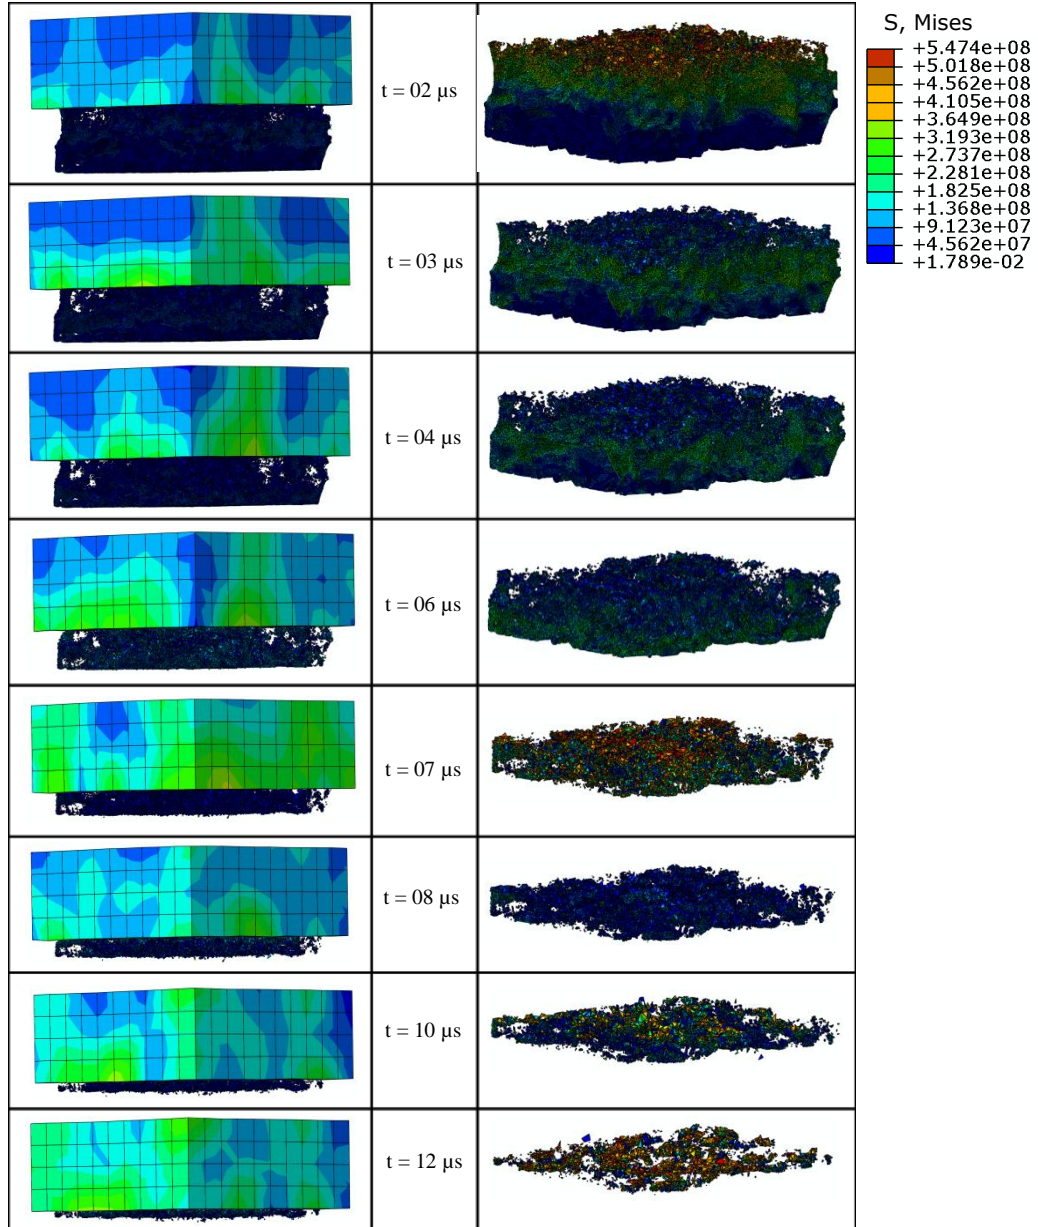 S, Mises
+5.474e+08
+5.018e+08
+4.562e+08
+4.105e+08
+3.649e+08
+3.193e+08
+2.737e+08
+2.281e+08
+1.825e+08
+1.368e+08
+9.123e+07
+4.562e+07
+1.789e-02
t = 02 µs
t = 03 µs
t = 04 µs
t = 06 µs
t = 07 µs
t = 08 µs
t = 10 µs
t = 12 µs